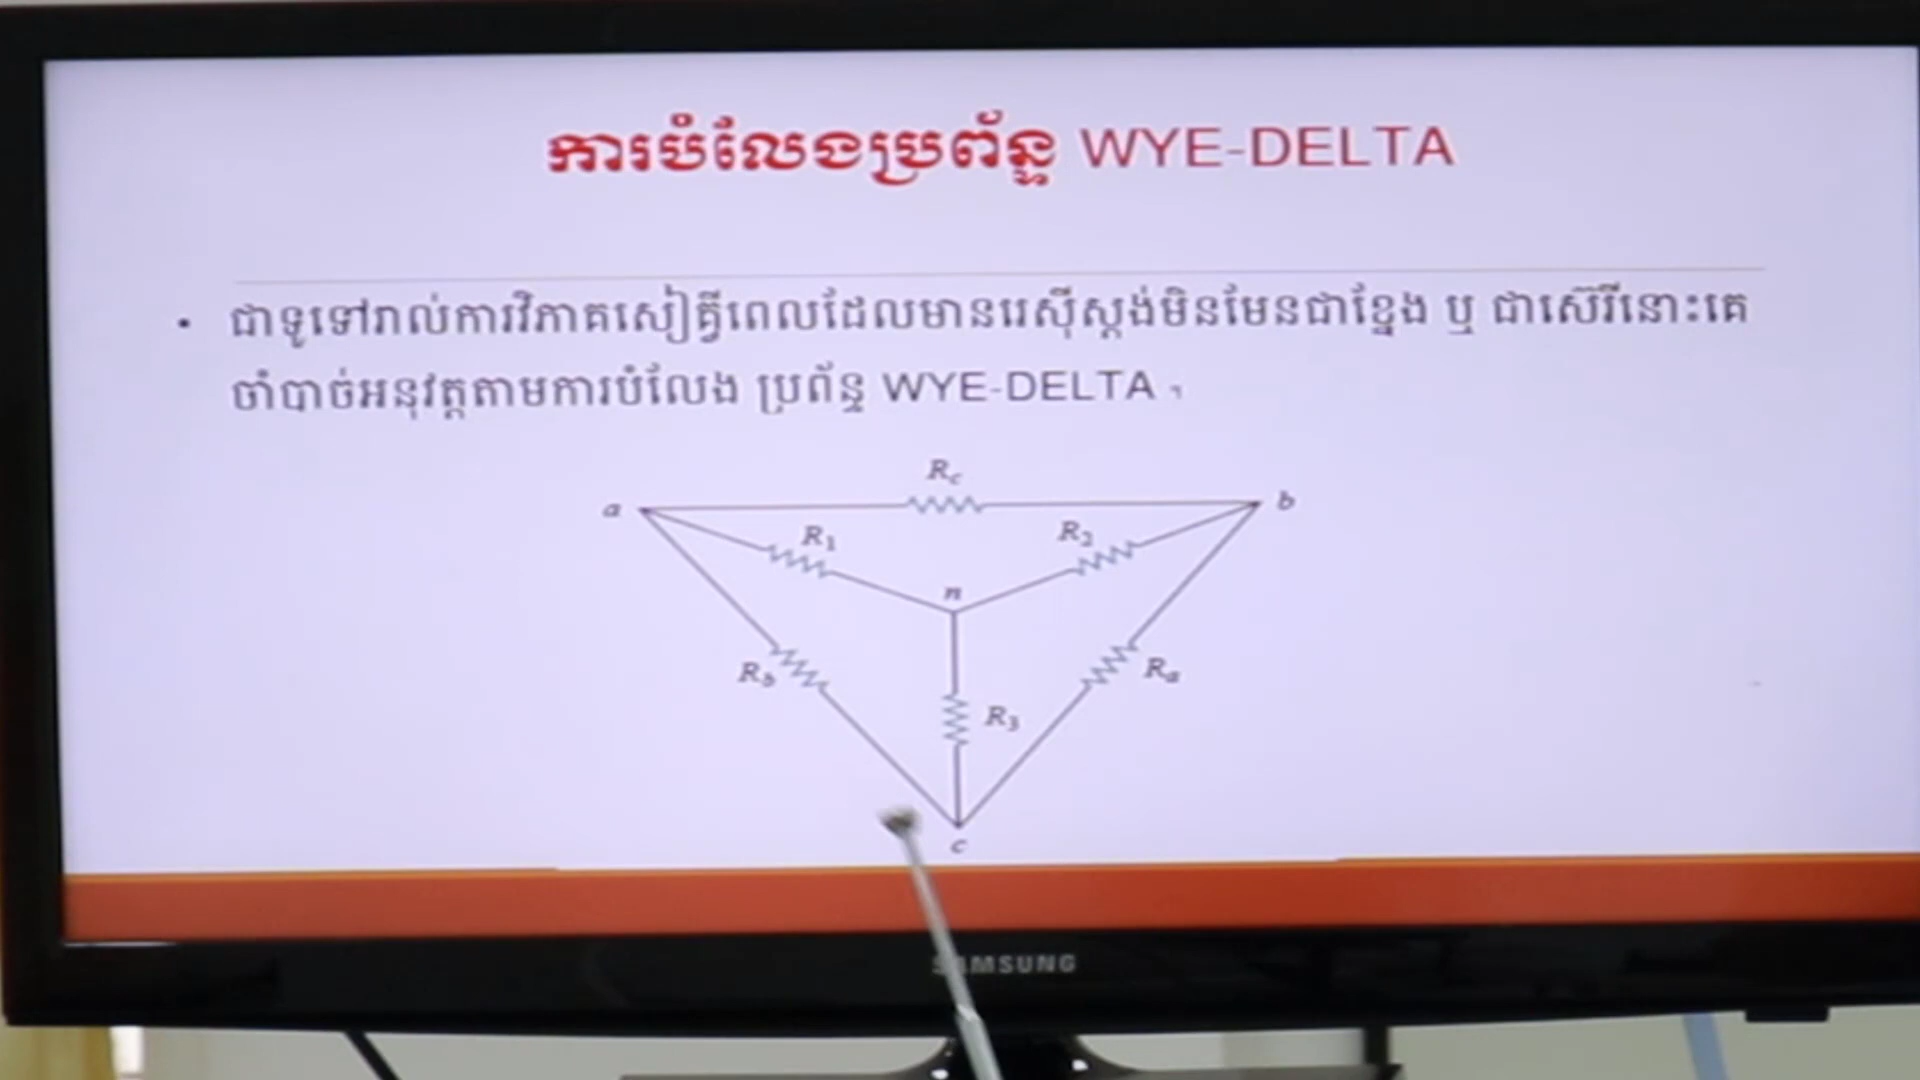 ការបំលែងប្រព័ន្ធ WYE-DELTA
• ជាទូទៅរាល់ការវិភាគសៀគ្វីពេលដែលមានរេស៊ីស្តង់មិនមែនជាខ្នែង ឬ ជាស៊េរីនោះគេ
ចាំបាច់អនុវត្តតាមការបំលែង ប្រព័ន្ធ WYE-DELTA ។
Rc
a
b
R1
R2
n
Rb
Ra
R3
c
SAMSUNG